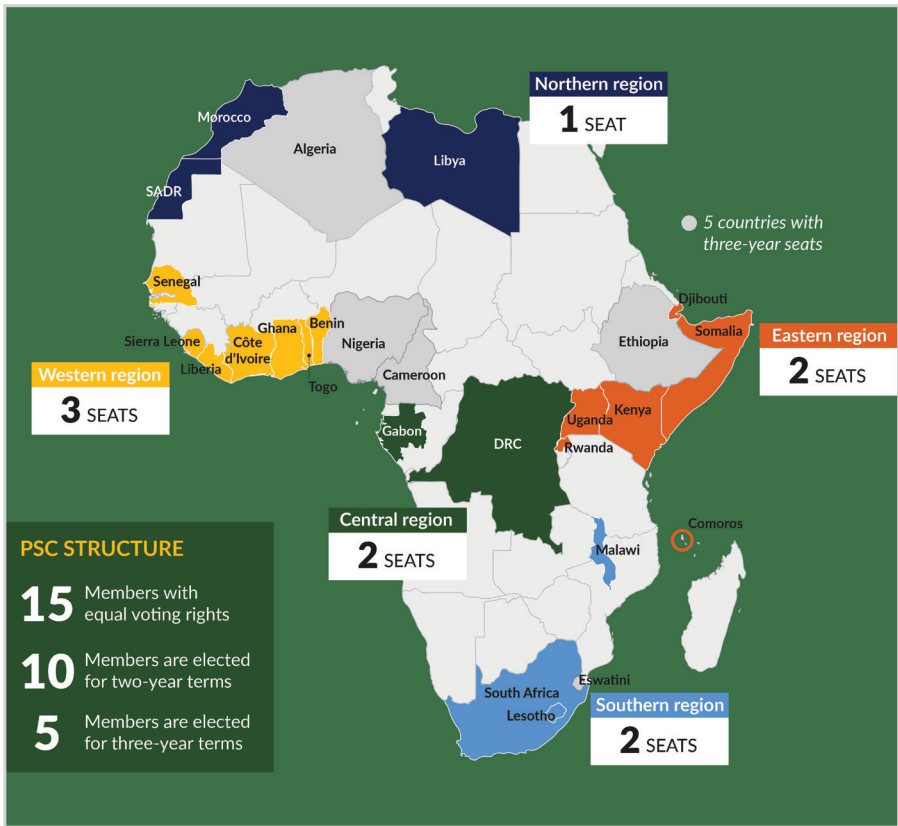 Northern region
1 SEAT
Morocco
Algeria
Libya
SADR
5 countries with
three-year seats
Senegal
Djibouti
Somalia
Sierra Leone
Ghana
Benin
Côte
d'Ivoire
Nigeria
Ethiopia
Liberia
Togo
Cameroon
Western region
3 SEATS
Eastern region
2 SEATS
Gabon
DRC
Uganda
Kenya
Rwanda
Central region
2 SEATS
Malawi
Comoros
PSC STRUCTURE
15 Members with
equal voting rights
10 Members are elected
for two-year terms
5 Members are elected
for three-year terms
South Africa
Lesotho
Eswatini
Southern region
2 SEATS